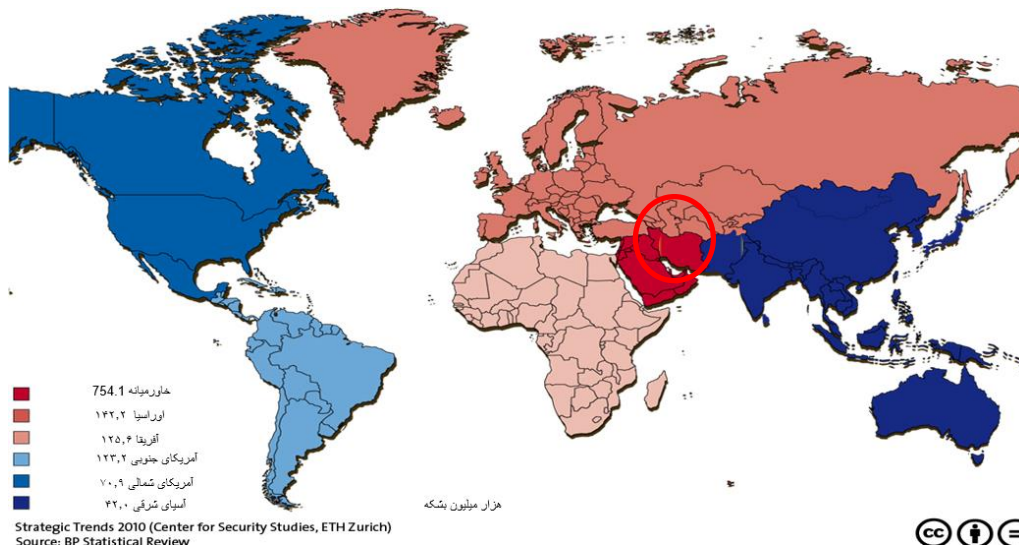 خاورمیانه 754.1
اوراسیا ۱۴۲,۲
آفریقا ۱۲۵,۶
آمریکای جنوبی ۱۲۳,۲
آمریکای شمالی ۷۰,۹
آسیای شرقی ۴۲,۰
هزار میلیون بشکه
Strategic Trends 2010 (Center for Security Studies, ETH Zurich)
Source: BP Statistical Review
cc